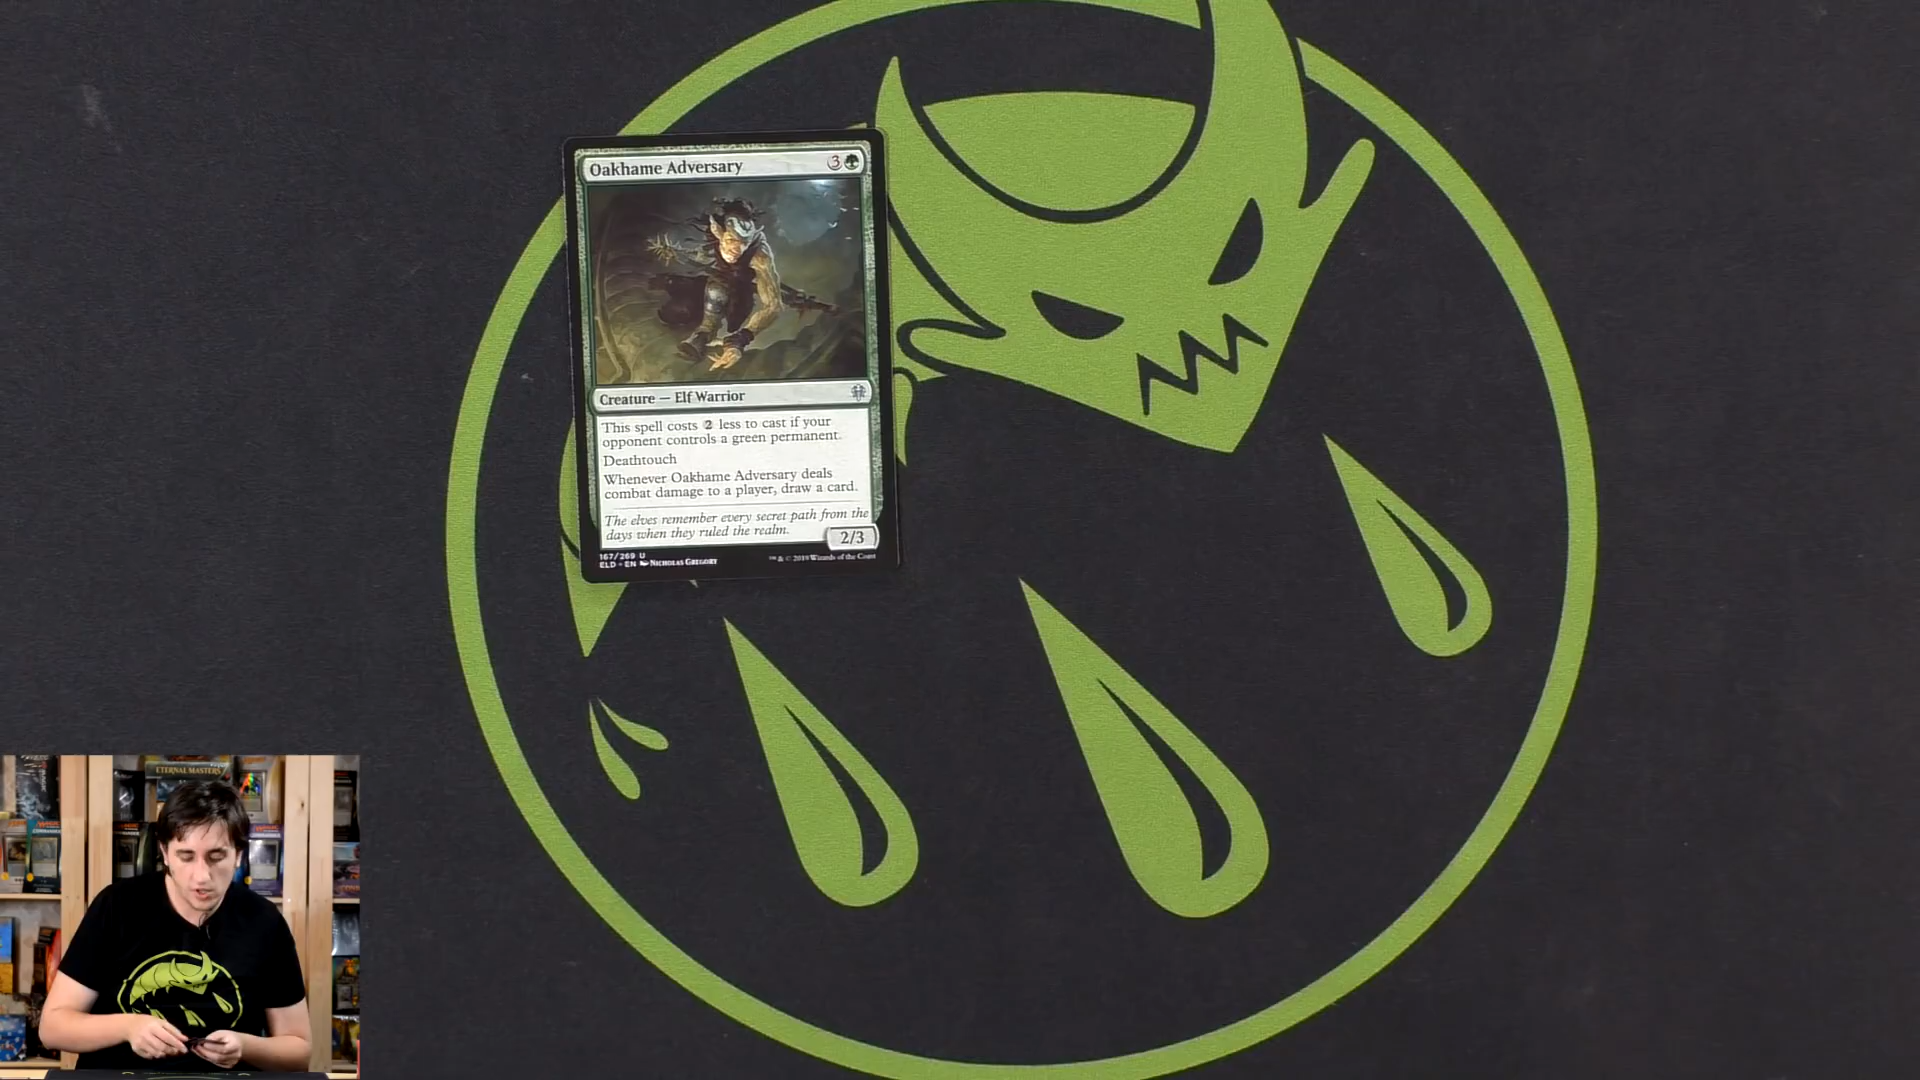 Oakhame Adversary 3
Creature — Elf Warrior
This spell costs 2 less to cast if your
opponent controls a green permanent.
Deathtouch
Whenever Oakhame Adversary deals
combat damage to a player, draw a card.
The elves remember every secret path from the
days when they ruled the realm.
2/3
167/269 U
ELD • EN Nicholas Gregory
™ & © 2019 Wizards of the Coast
ETERNAL MASTERS